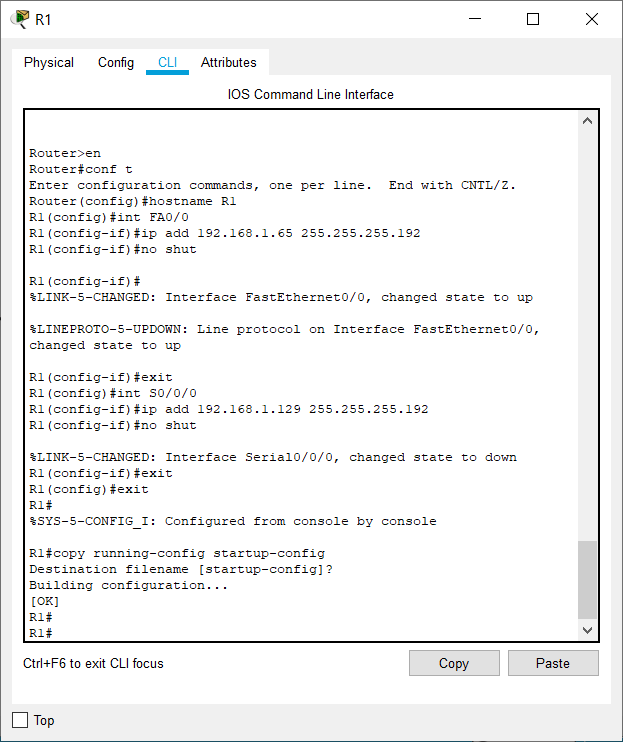 R1
Physical Config CLI Attributes
IOS Command Line Interface
Router>en
Router#conf t
Enter configuration commands, one per line.  End with CNTL/Z.
Router(config)#hostname R1
R1(config)#int FA0/0
R1(config-if)#ip add 192.168.1.65 255.255.255.192
R1(config-if)#no shut
R1(config-if)#
%LINK-5-CHANGED: Interface FastEthernet0/0, changed state to up
%LINEPROTO-5-UPDOWN: Line protocol on Interface FastEthernet0/0,
changed state to up
R1(config-if)#exit
R1(config)#int S0/0/0
R1(config-if)#ip add 192.168.1.129 255.255.255.192
R1(config-if)#no shut
%LINK-5-CHANGED: Interface Serial0/0/0, changed state to down
R1(config-if)#exit
R1(config)#exit
R1#
%SYS-5-CONFIG_I: Configured from console by console
R1#copy running-config startup-config
Destination filename [startup-config]?
Building configuration...
[OK]
R1#
R1#
Ctrl+F6 to exit CLI focus
Copy Paste
Top